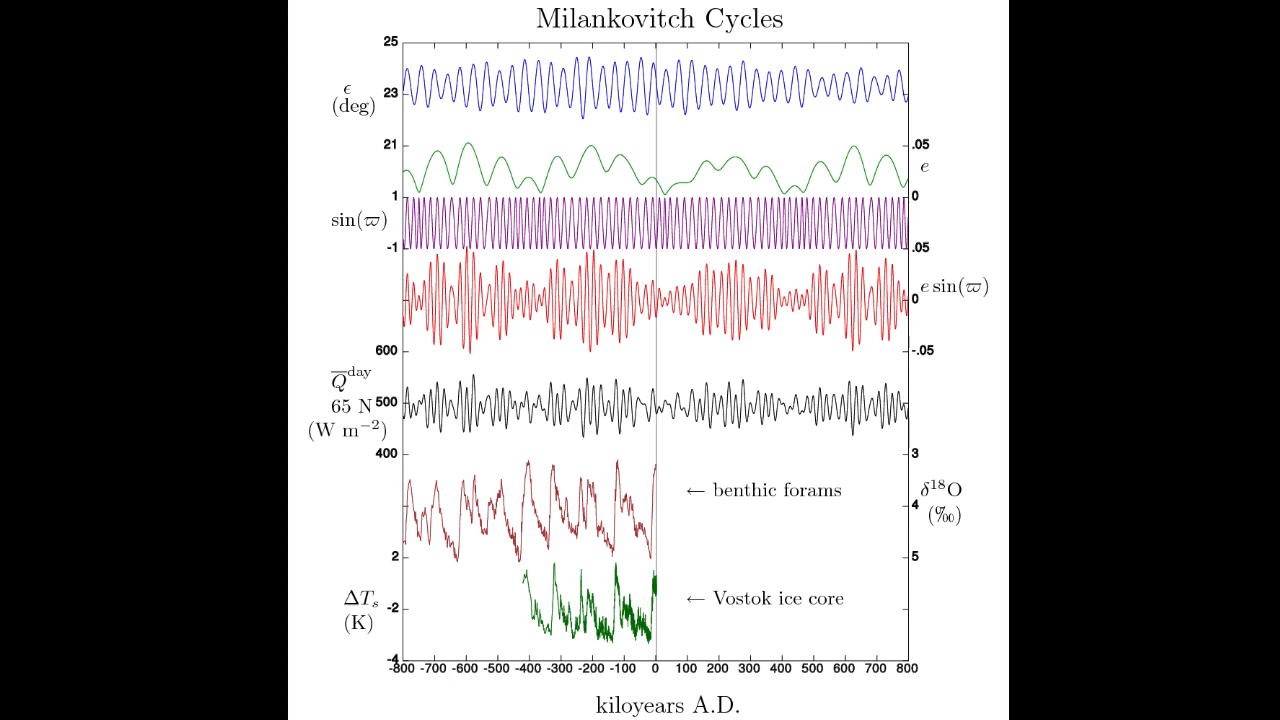 Milankovitch Cycles
25
ϵ
(deg)
23
21
.05
e
1
0
sin(ϖ)
-1
.05
0
e sin(ϖ)
600
-.05
Q̅ day
65 N
500
(W m−2)
400
3
← benthic forams
δ18O
4
(‰)
2
5
ΔTs
(K)
-2
← Vostok ice core
-4
-800 -700 -600 -500 -400 -300 -200 -100 0 100 200 300 400 500 600 700 800
kiloyears A.D.